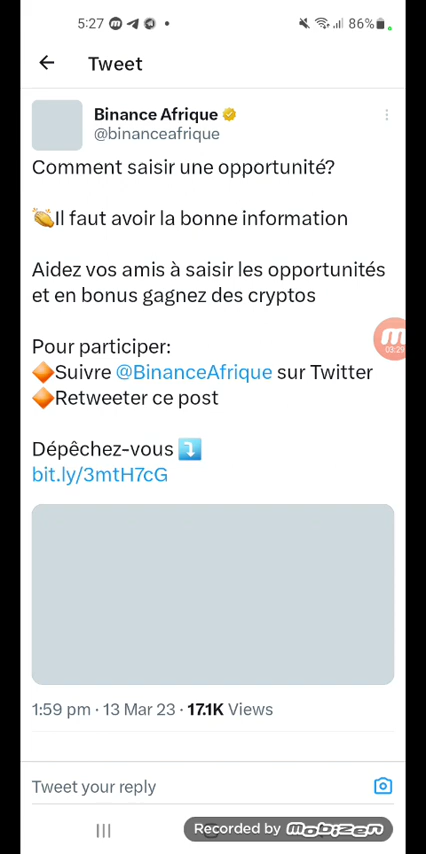 5:27 86%
Tweet
Binance Afrique
@binanceafrique
Comment saisir une opportunité?
👏Il faut avoir la bonne information
Aidez vos amis à saisir les opportunités
et en bonus gagnez des cryptos
Pour participer:
🔶Suivre @BinanceAfrique sur Twitter
🔶Retweeter ce post
Dépêchez-vous ⤵️
bit.ly/3mtH7cG
03:29
1:59 pm · 13 Mar 23 · 17.1K Views
Tweet your reply
Recorded by mobizen